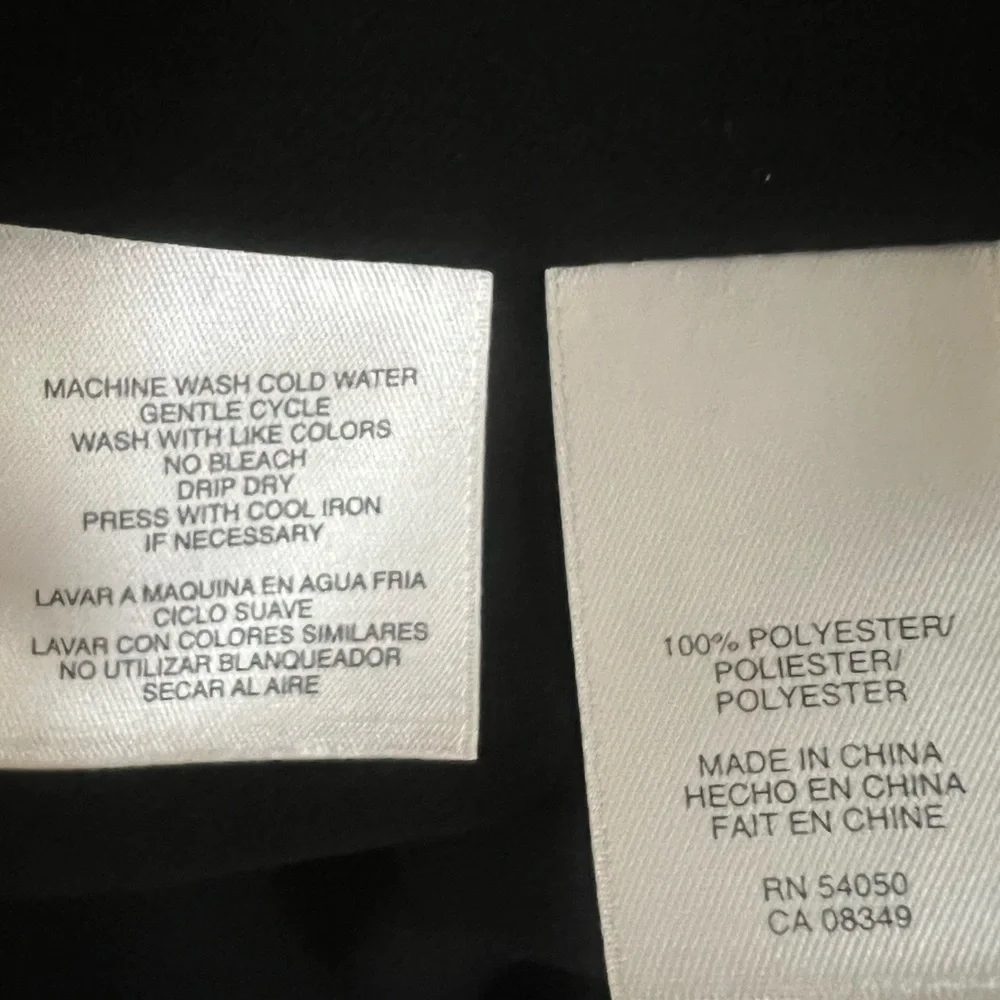 MACHINE WASH COLD WATER
GENTLE CYCLE
WASH WITH LIKE COLORS
NO BLEACH
DRIP DRY
PRESS WITH COOL IRON
IF NECESSARY
LAVAR A MAQUINA EN AGUA FRIA
CICLO SUAVE
LAVAR CON COLORES SIMILARES
NO UTILIZAR BLANQUEADOR
SECAR AL AIRE
100% POLYESTER/
POLIESTER/
POLYESTER
MADE IN CHINA
HECHO EN CHINA
FAIT EN CHINE
RN 54050
CA 08349